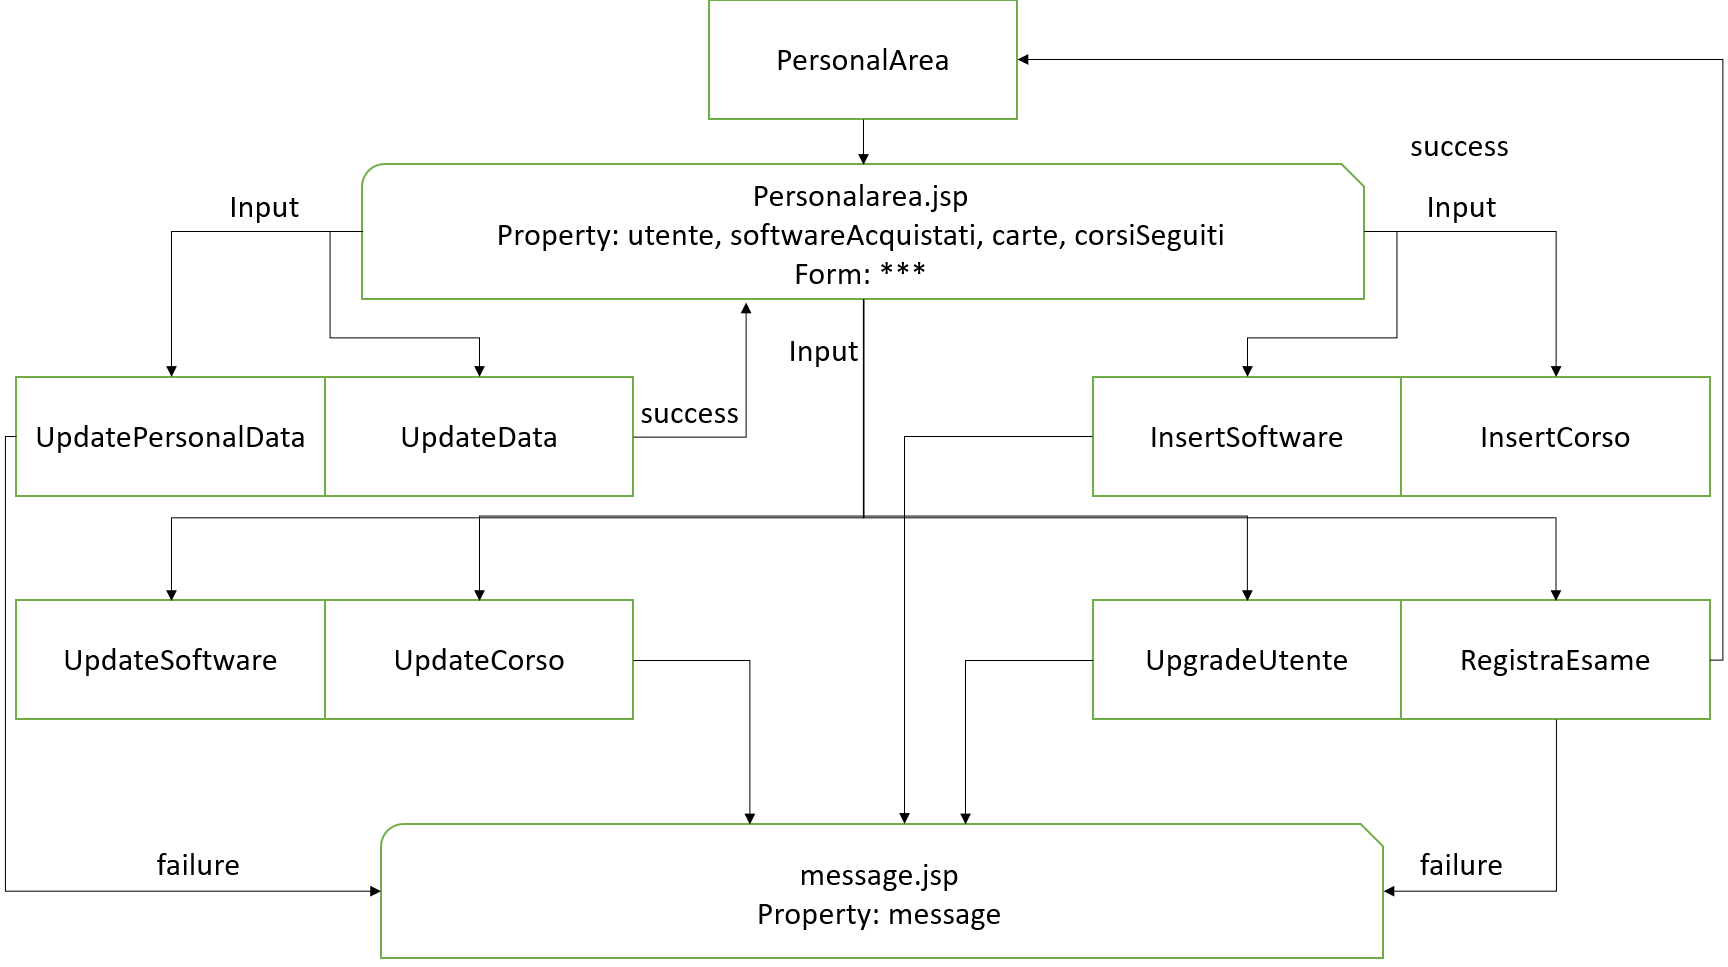 PersonalArea
success
Personalarea.jsp
Property: utente, softwareAcquistati, carte, corsiSeguiti
Form: ***
Input
Input
Input
success
UpdatePersonalData
UpdateData
InsertSoftware
InsertCorso
UpdateSoftware
UpdateCorso
UpgradeUtente
RegistraEsame
failure
failure
message.jsp
Property: message